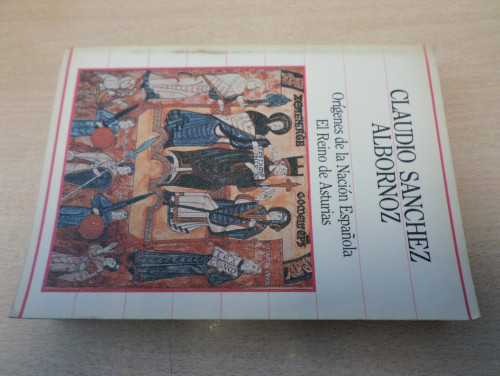 CLAUDIO SANCHEZ
ALBORNOZ
Orígenes de la Nación Española
El Reino de Asturias